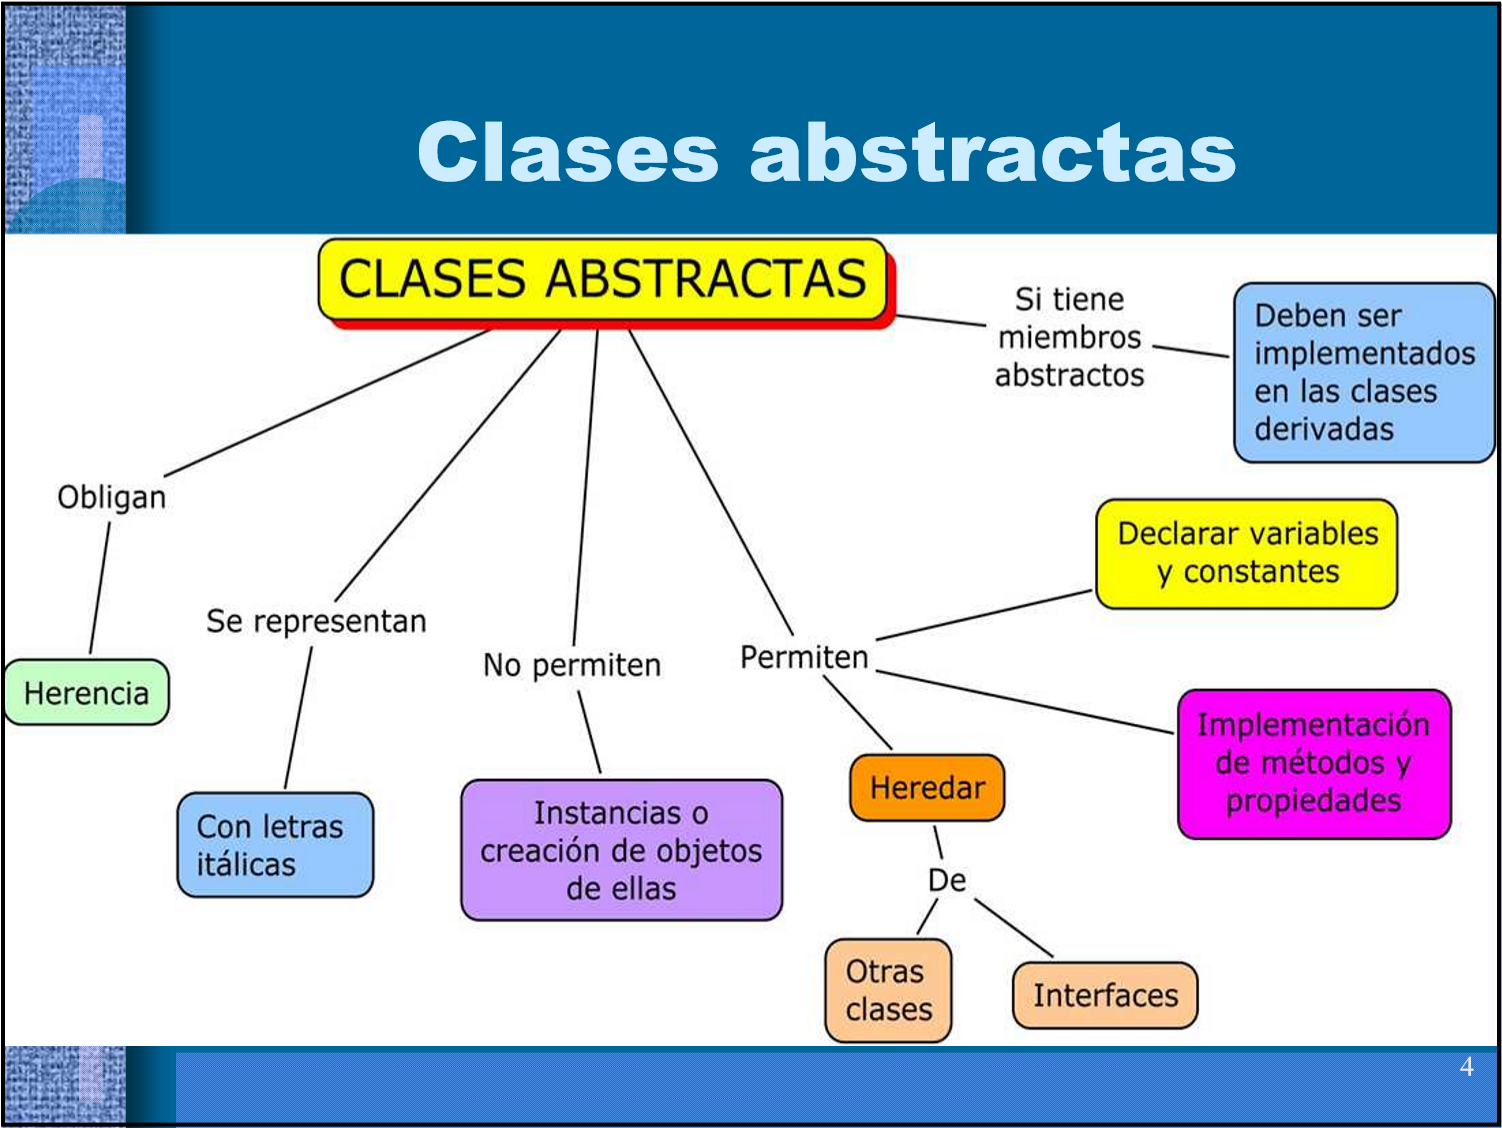 Clases abstractas
CLASES ABSTRACTAS
Si tiene
miembros
abstractos
Deben ser
implementados
en las clases
derivadas
Obligan
Herencia
Se representan
Con letras
itálicas
No permiten
Instancias o
creación de objetos
de ellas
Permiten
Declarar variables
y constantes
Implementación
de métodos y
propiedades
Heredar
De
Otras
clases
Interfaces
4